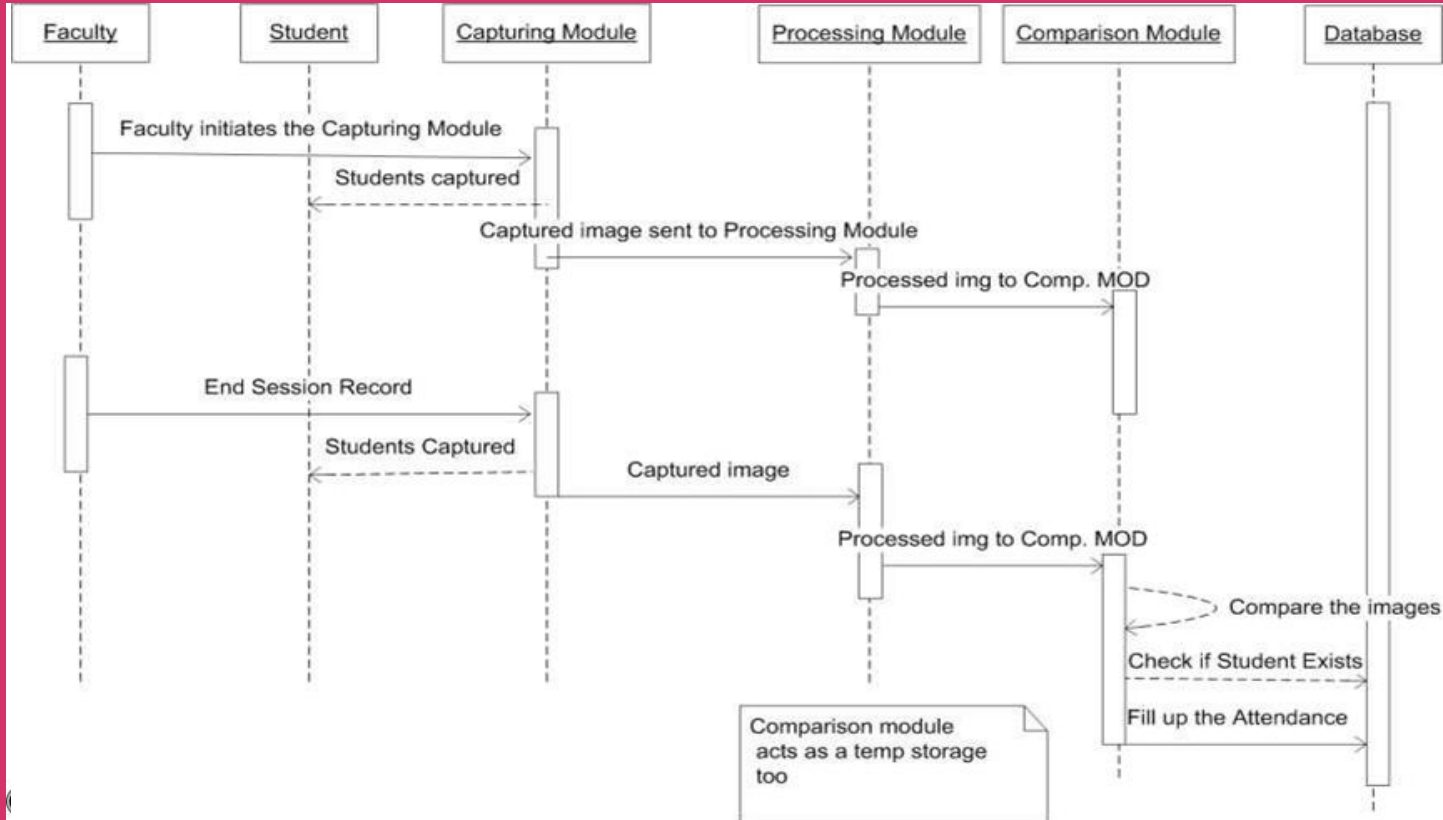 Faculty
Student
Capturing Module
Processing Module
Comparison Module
Database
Faculty initiates the Capturing Module
Students captured
Captured image sent to Processing Module
Processed img to Comp. MOD
End Session Record
Students Captured
Captured image
Processed img to Comp. MOD
Compare the images
Check if Student Exists
Fill up the Attendance
Comparison module
acts as a temp storage
too